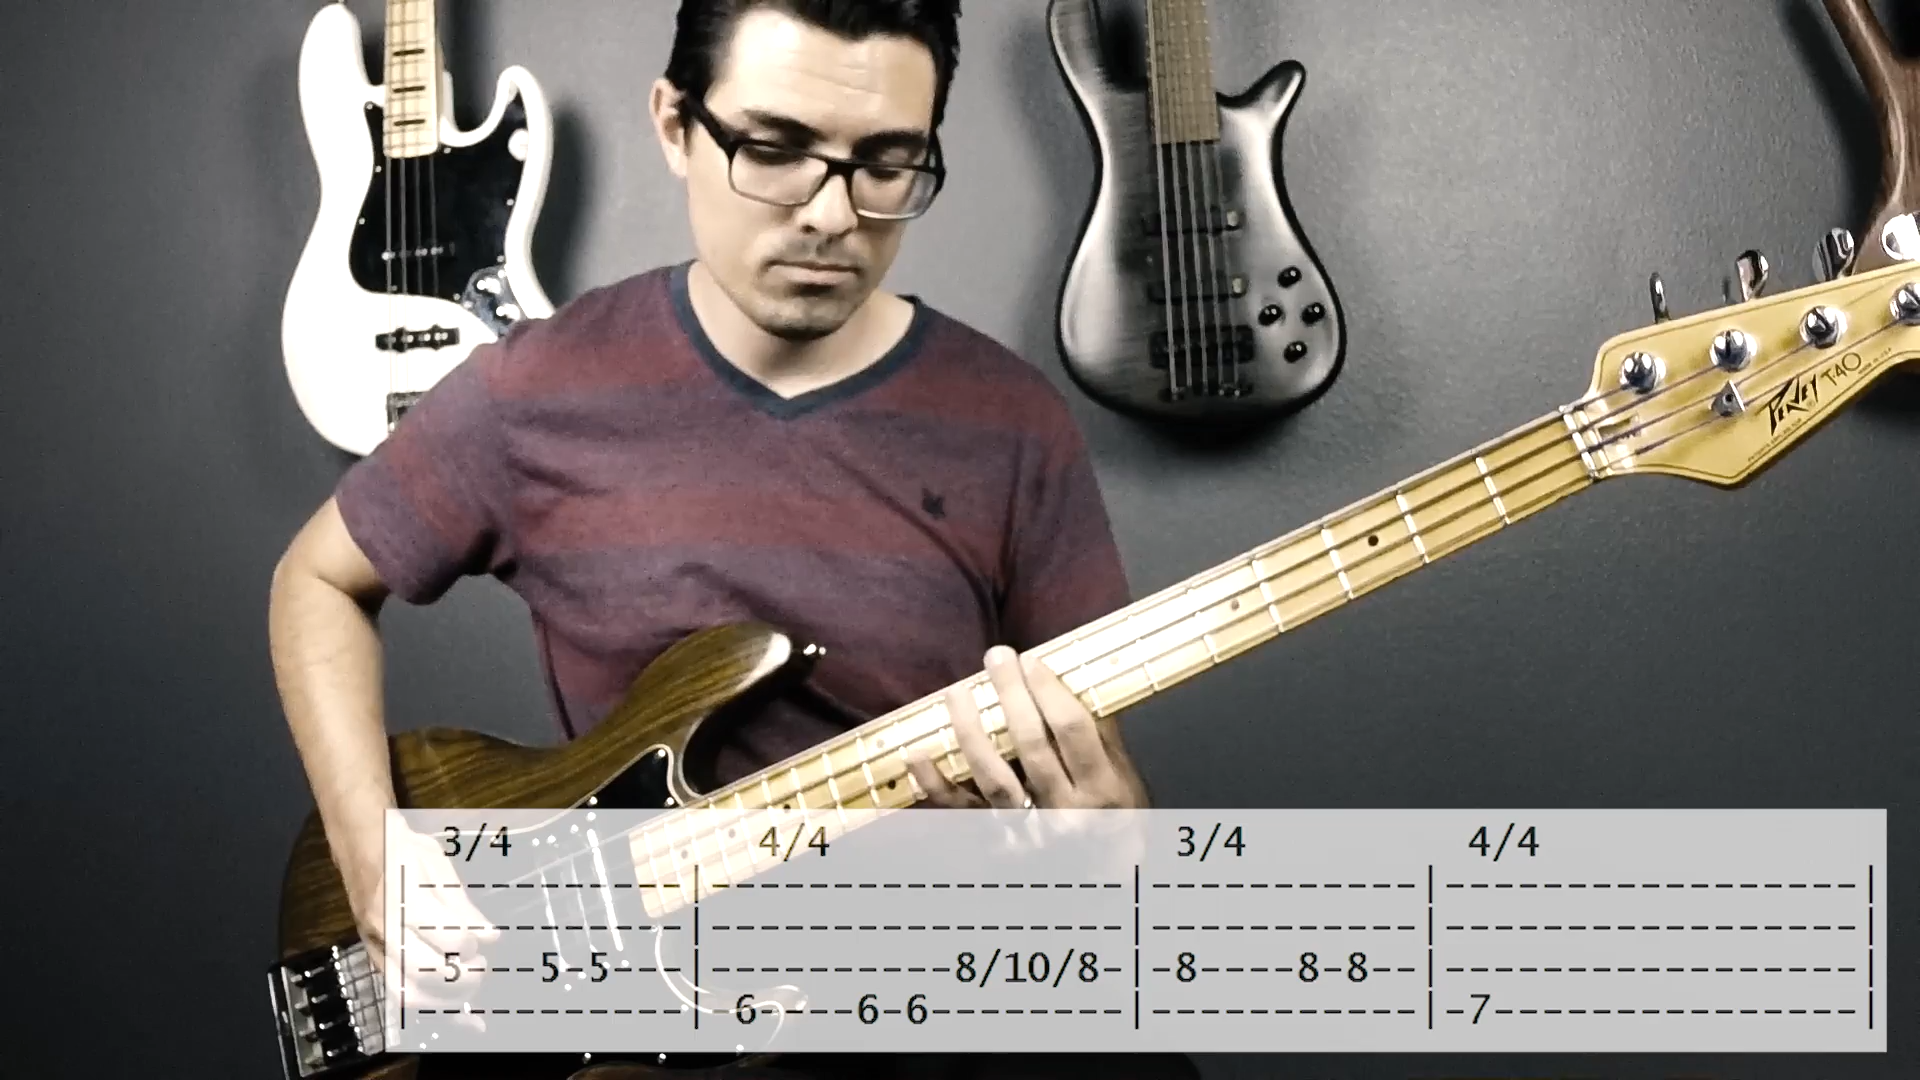 PEAVEY T-40
3/4 4/4 3/4 4/4
|-----------|-----------------|-----------|-----------------|
|-----------|-----------------|-----------|-----------------|
|-5---5-5---|----------8/10/8-|-8----8-8--|-----------------|
|-----------|-6----6-6--------|-----------|-7---------------|